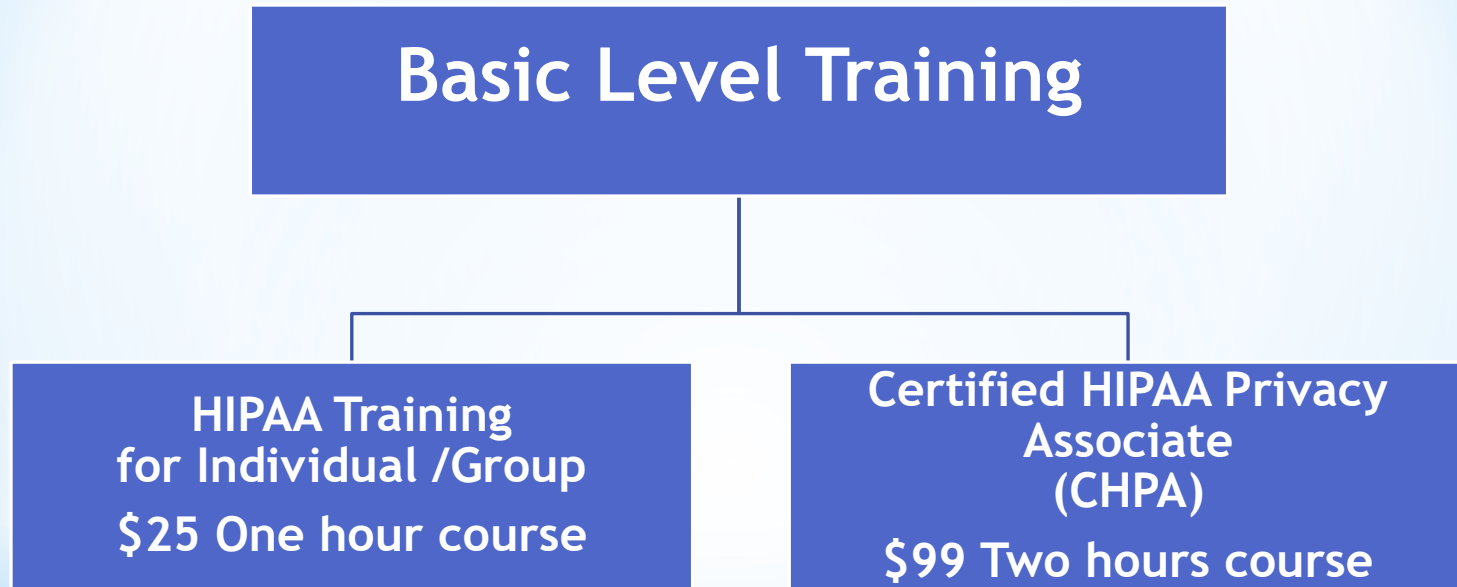 Basic Level Training
HIPAA Training
for Individual /Group
$25 One hour course
Certified HIPAA Privacy
Associate
(CHPA)
$99 Two hours course